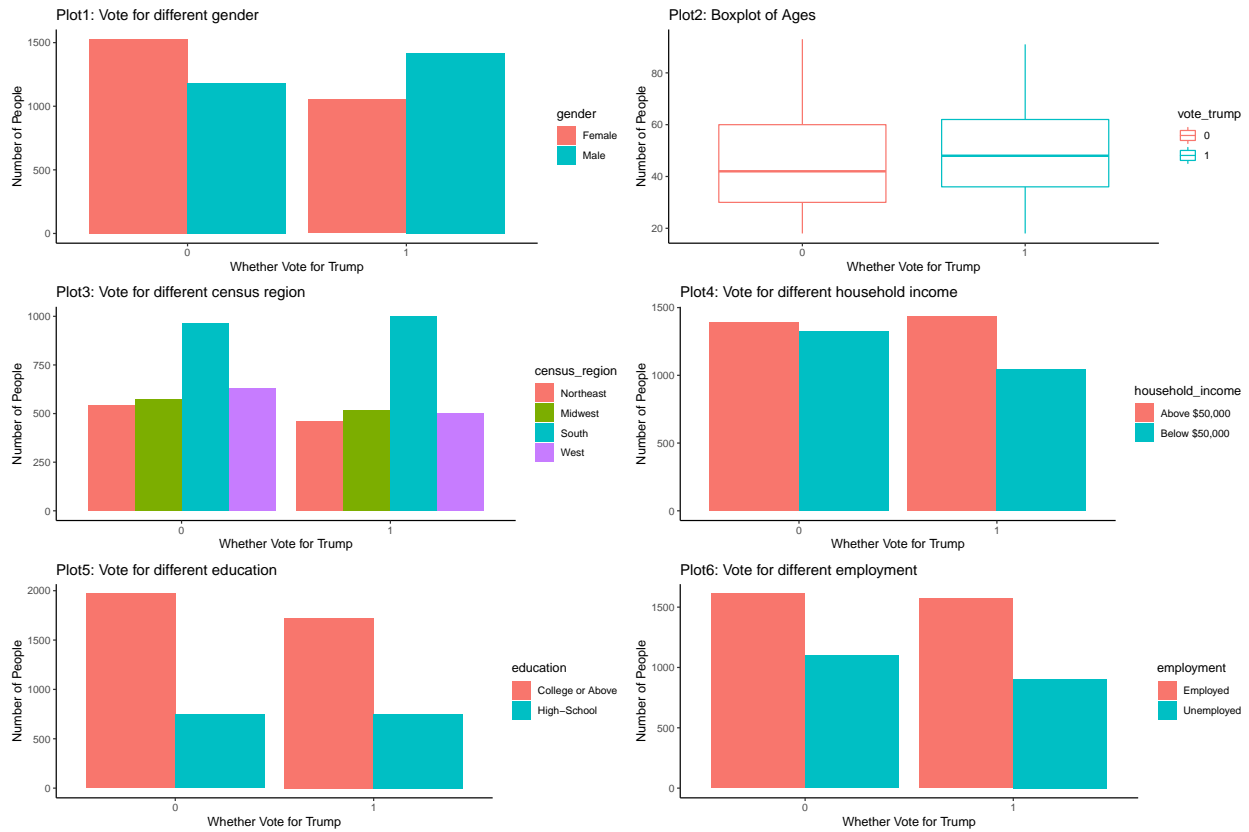 Plot1: Vote for different gender
1500
1000
500
0
Number of People
0
1
Whether Vote for Trump
gender
Female
Male
Plot2: Boxplot of Ages
80
60
40
20
Number of People
0
1
Whether Vote for Trump
vote_trump
0
1
Plot3: Vote for different census region
1000
750
500
250
0
Number of People
0
1
Whether Vote for Trump
census_region
Northeast
Midwest
South
West
Plot4: Vote for different household income
1500
1000
500
0
Number of People
0
1
Whether Vote for Trump
household_income
Above $50,000
Below $50,000
Plot5: Vote for different education
2000
1500
1000
500
0
Number of People
0
1
Whether Vote for Trump
education
College or Above
High−School
Plot6: Vote for different employment
1500
1000
500
0
Number of People
0
1
Whether Vote for Trump
employment
Employed
Unemployed